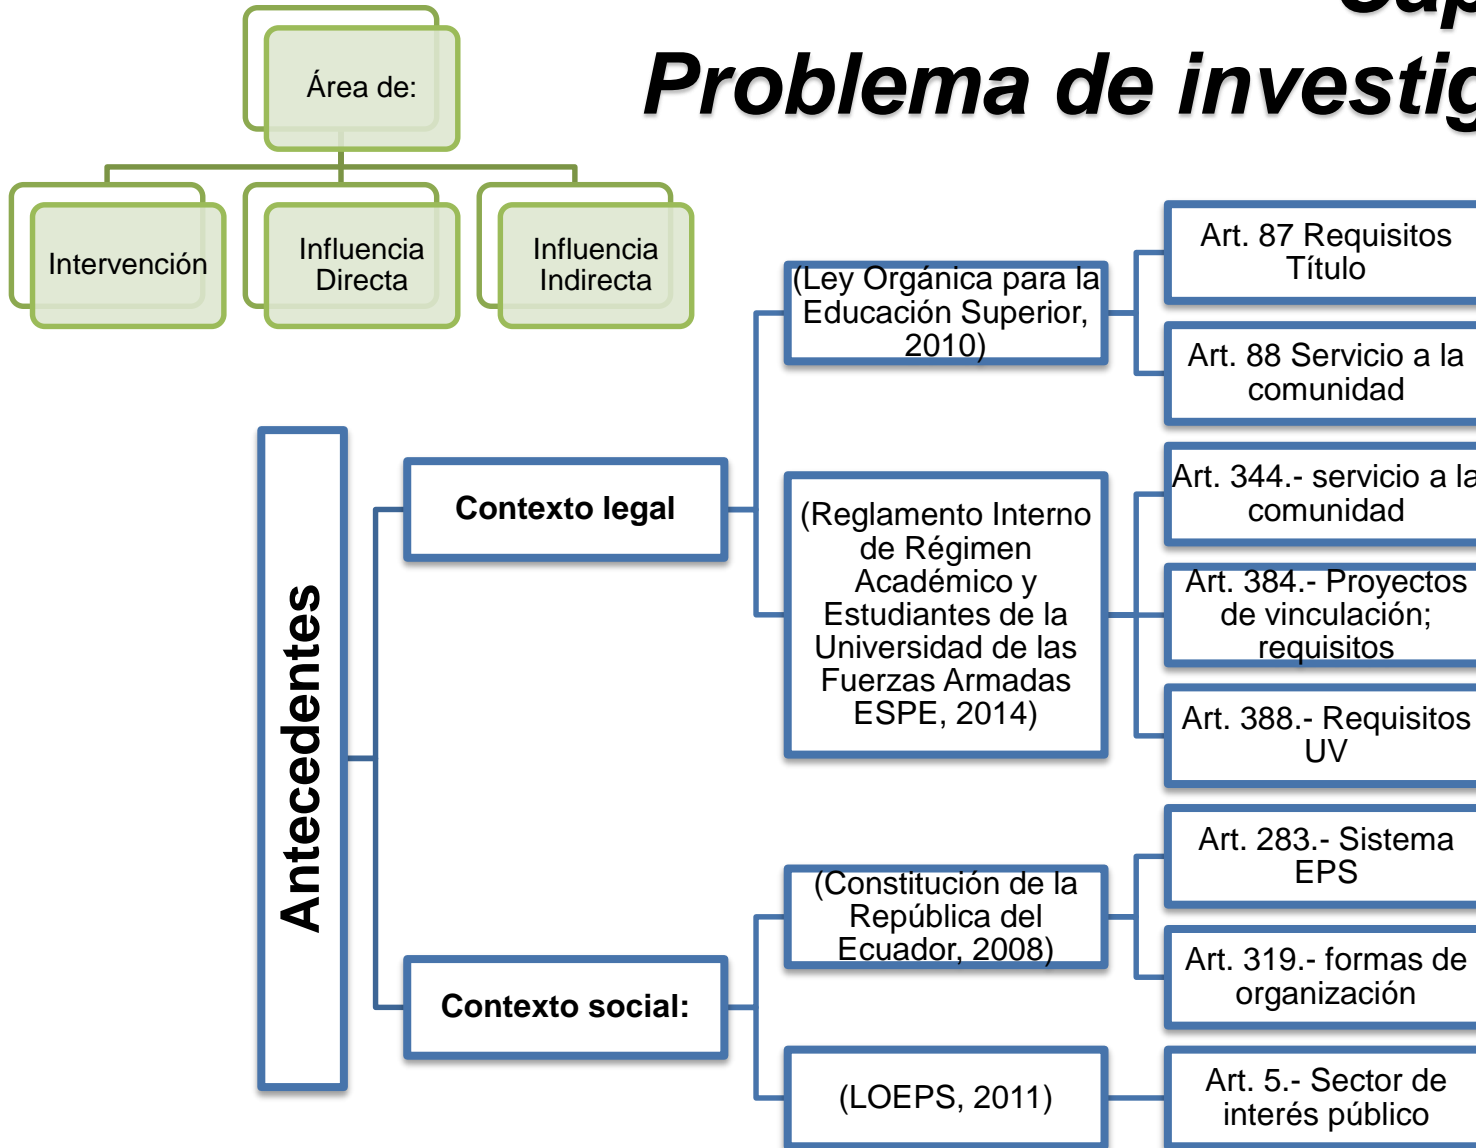 Cap
Problema de investig
Área de:
Intervención
Influencia
Directa
Influencia
Indirecta
Antecedentes
Contexto legal
(Ley Orgánica para la
Educación Superior,
2010)
Art. 87 Requisitos
Título
Art. 88 Servicio a la
comunidad
(Reglamento Interno
de Régimen
Académico y
Estudiantes de la
Universidad de las
Fuerzas Armadas
ESPE, 2014)
Art. 344.- servicio a la
comunidad
Art. 384.- Proyectos
de vinculación;
requisitos
Art. 388.- Requisitos
UV
Contexto social:
(Constitución de la
República del
Ecuador, 2008)
Art. 283.- Sistema
EPS
Art. 319.- formas de
organización
(LOEPS, 2011)
Art. 5.- Sector de
interés público